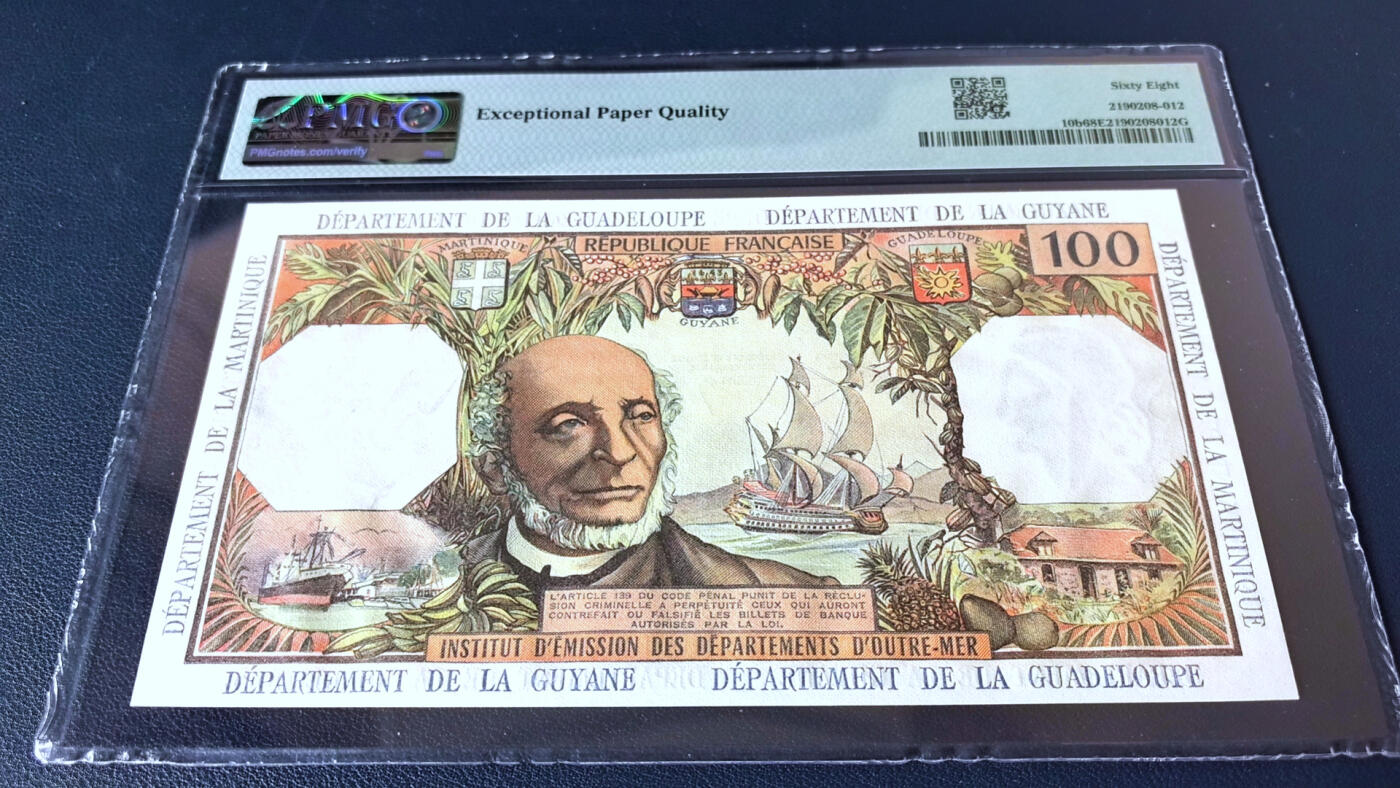 PMG
PMGnotes.com/verify
Exceptional Paper Quality
Sixty Eight
2190208-012
10b68E2190208012G
DÉPARTEMENT DE LA GUADELOUPE DÉPARTEMENT DE LA GUYANE
DÉPARTEMENT DE LA MARTINIQUE
MARTINIQUE
RÉPUBLIQUE FRANÇAISE
GUADELOUPE
100
GUYANE
DÉPARTEMENT DE LA MARTINIQUE
L'ARTICLE 139 DU CODE PÉNAL PUNIT DE LA RÉCLU-
SION CRIMINELLE A PERPÉTUITÉ CEUX QUI AURONT
CONTREFAIT OU FALSIFIÉ LES BILLETS DE BANQUE
AUTORISÉS PAR LA LOI.
INSTITUT D'ÉMISSION DES DÉPARTEMENTS D'OUTRE-MER
DÉPARTEMENT DE LA GUYANE DÉPARTEMENT DE LA GUADELOUPE